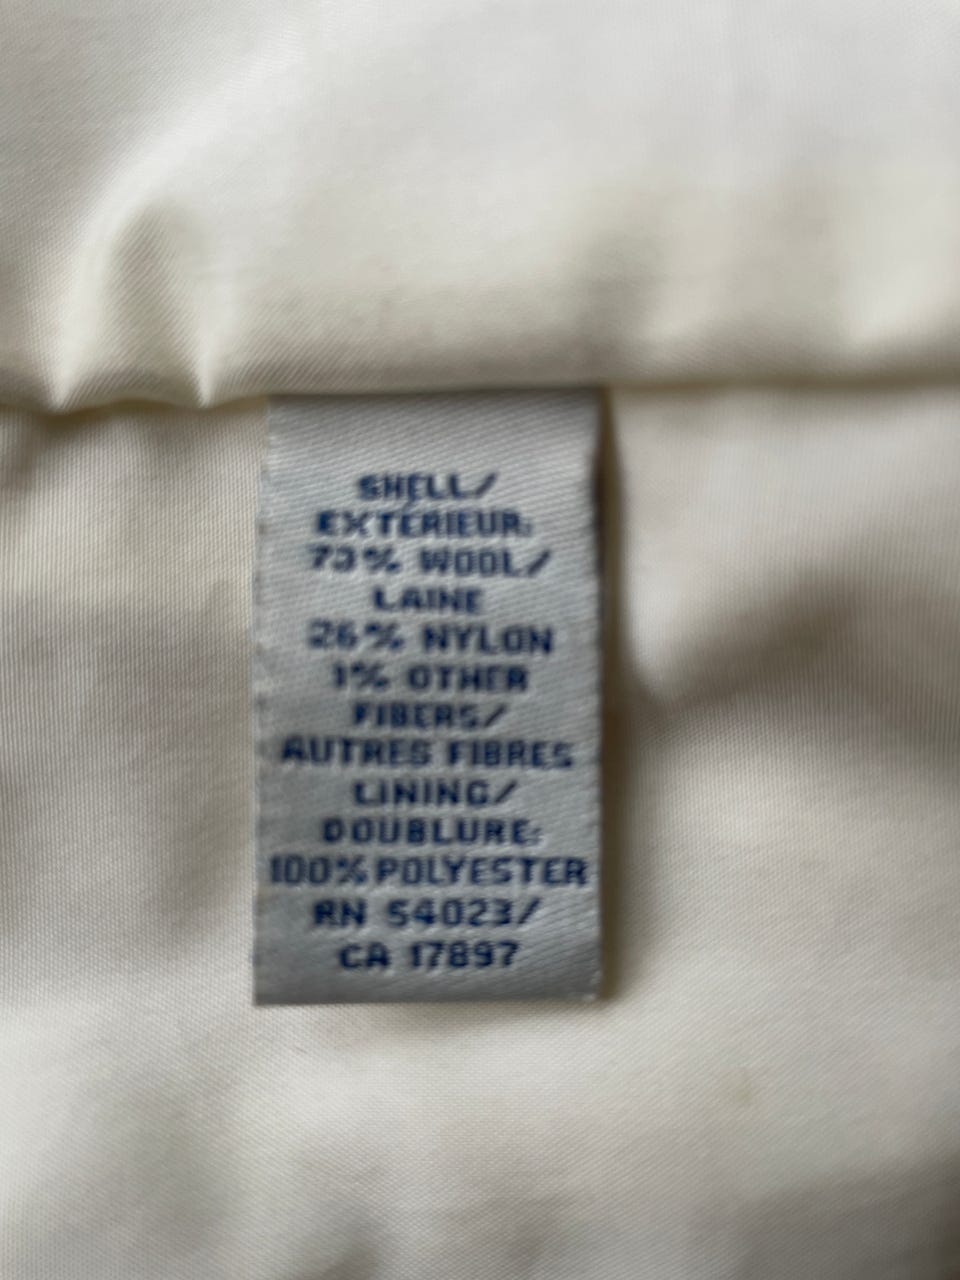 SHELL/
EXTÉRIEUR:
73% WOOL/
LAINE
26% NYLON
1% OTHER
FIBERS/
AUTRES FIBRES
LINING/
DOUBLURE:
100% POLYESTER
RN 54023/
CA 17897